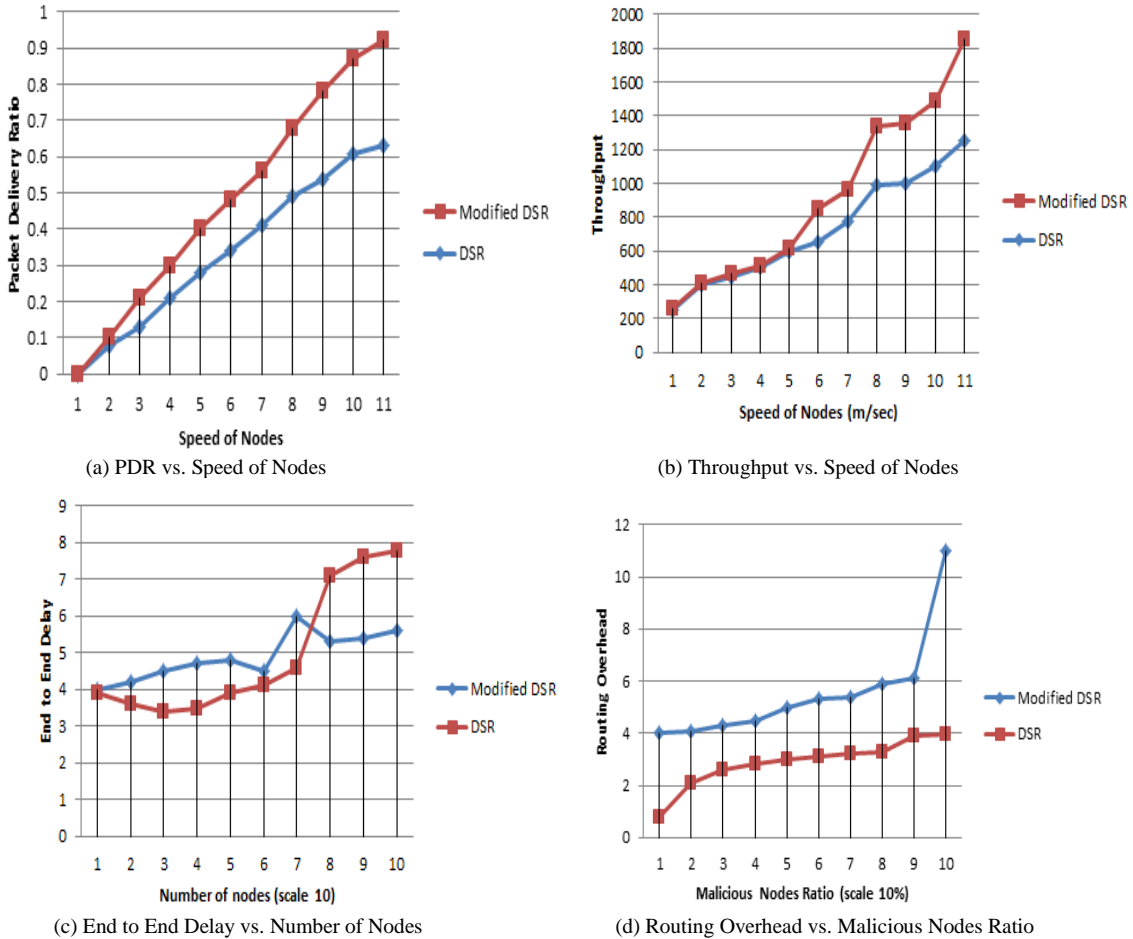 1
0.9
0.8
0.7
0.6
0.5
0.4
0.3
0.2
0.1
0
Packet Delivery Ratio
1 2 3 4 5 6 7 8 9 10 11
Speed of Nodes
Modified DSR
DSR
(a) PDR vs. Speed of Nodes
2000
1800
1600
1400
1200
1000
800
600
400
200
0
Throughput
1 2 3 4 5 6 7 8 9 10 11
Speed of Nodes (m/sec)
Modified DSR
DSR
(b) Throughput vs. Speed of Nodes
9
8
7
6
5
4
3
2
1
0
End to End Delay
1 2 3 4 5 6 7 8 9 10
Number of nodes (scale 10)
Modified DSR
DSR
(c) End to End Delay vs. Number of Nodes
12
10
8
6
4
2
0
Routing Overhead
1 2 3 4 5 6 7 8 9 10
Malicious Nodes Ratio (scale 10%)
Modified DSR
DSR
(d) Routing Overhead vs. Malicious Nodes Ratio